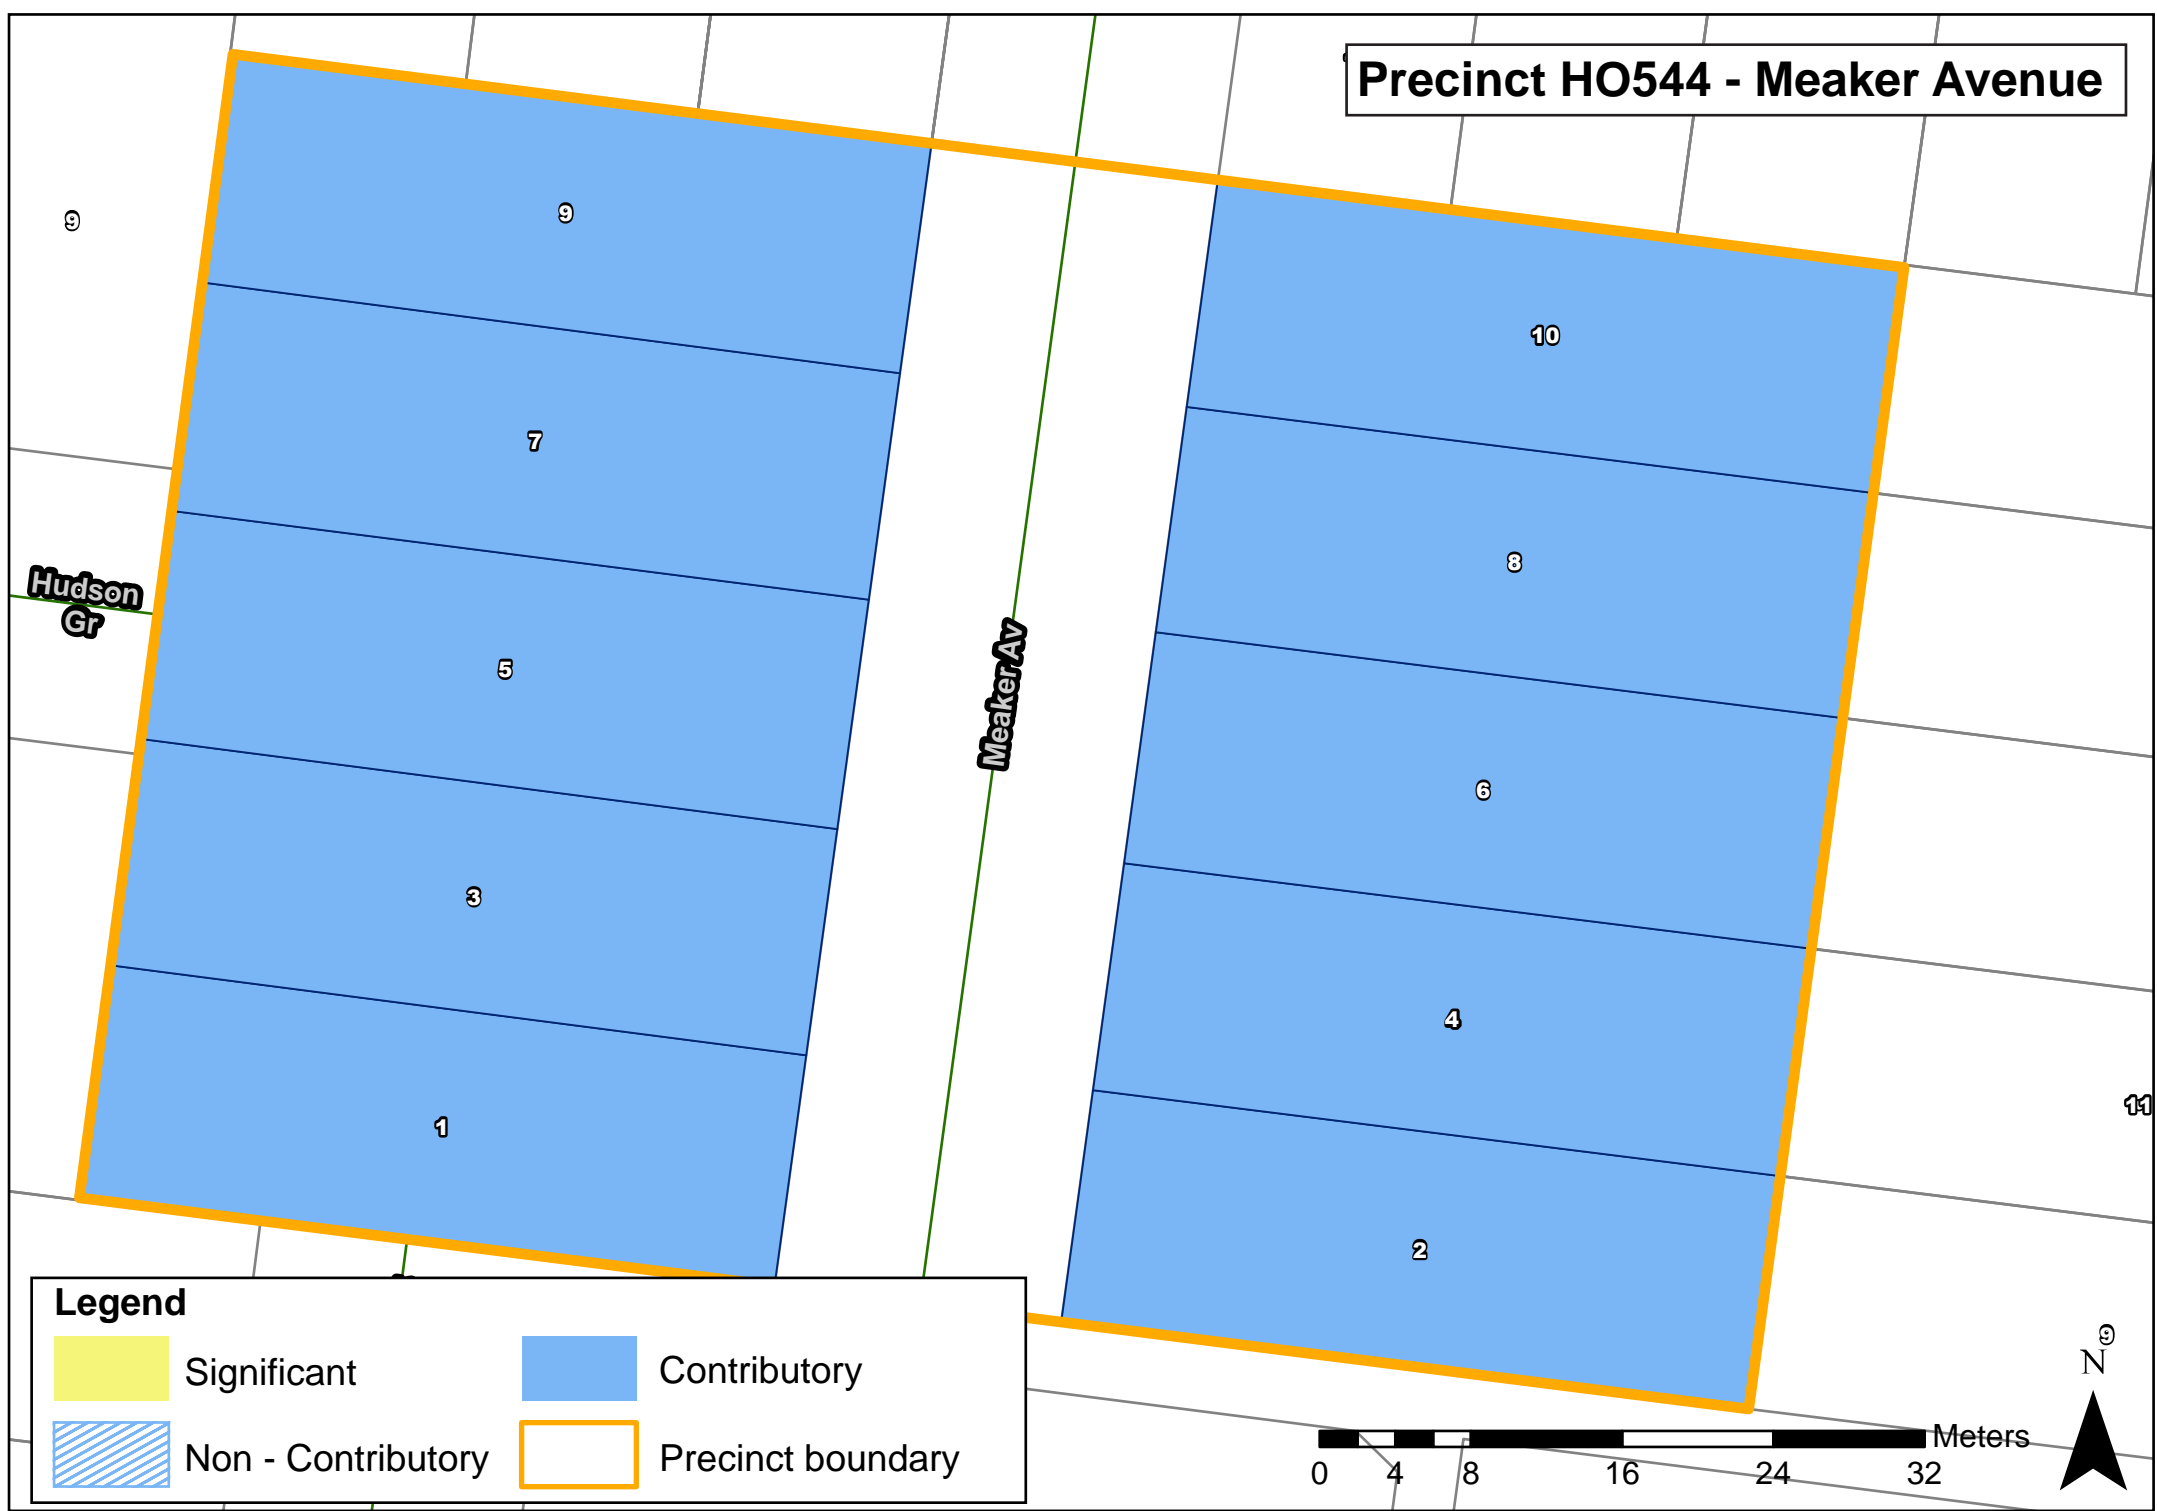 Precinct HO544 - Meaker Avenue
9
9
10
7
8
Hudson
Gr
5
Meaker Av
6
3
4
11
1
2
9
N
Legend
Significant
Contributory
Non - Contributory
Precinct boundary
Meters
0 4 8 16 24 32